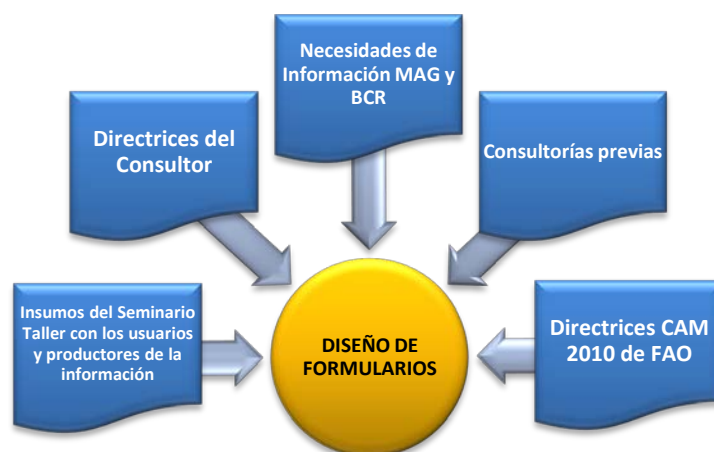 Necesidades de
Información MAG y
BCR
Directrices del
Consultor
Consultorías previas
Insumos del Seminario
Taller con los usuarios
y productores de la
información
DISEÑO DE
FORMULARIOS
Directrices CAM
2010 de FAO